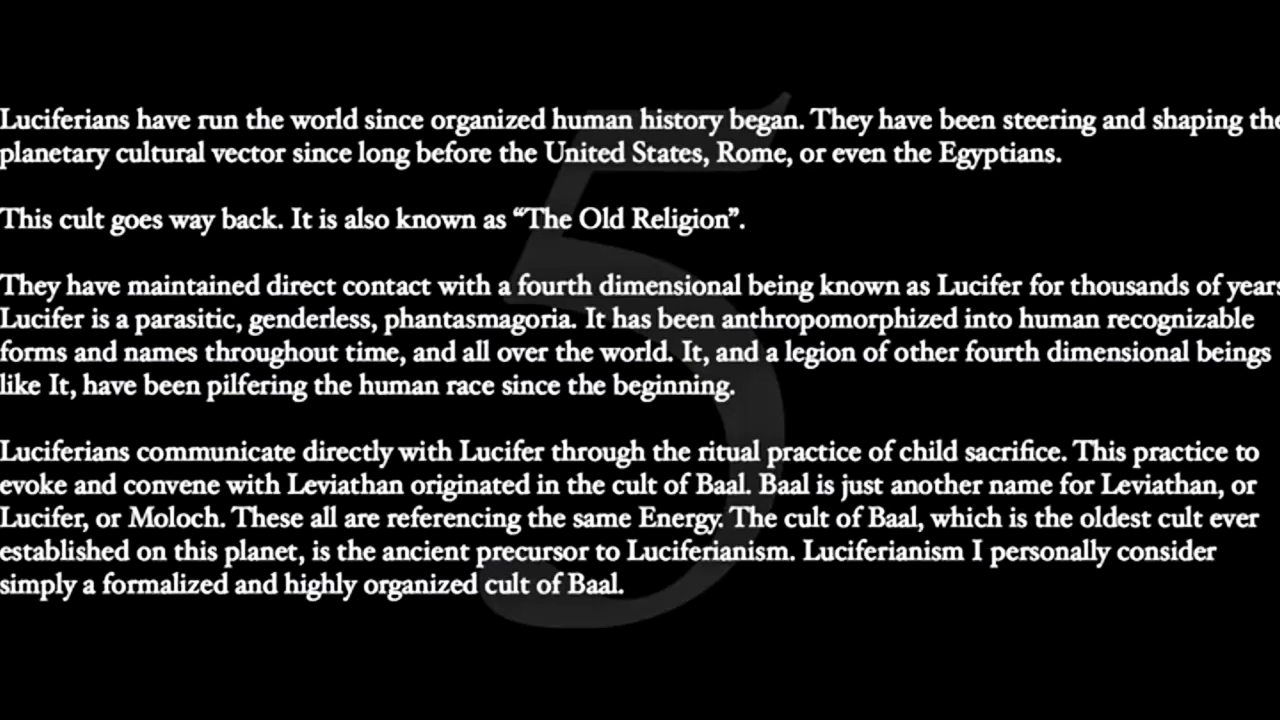 Luciferians have run the world since organized human history began. They have been steering and shaping the
planetary cultural vector since long before the United States, Rome, or even the Egyptians.
This cult goes way back. It is also known as “The Old Religion”.
They have maintained direct contact with a fourth dimensional being known as Lucifer for thousands of years
Lucifer is a parasitic, genderless, phantasmagoria. It has been anthropomorphized into human recognizable
forms and names throughout time, and all over the world. It, and a legion of other fourth dimensional beings
like It, have been pilfering the human race since the beginning.
Luciferians communicate directly with Lucifer through the ritual practice of child sacrifice. This practice to
evoke and convene with Leviathan originated in the cult of Baal. Baal is just another name for Leviathan, or
Lucifer, or Moloch. These all are referencing the same Energy. The cult of Baal, which is the oldest cult ever
established on this planet, is the ancient precursor to Luciferianism. Luciferianism I personally consider
simply a formalized and highly organized cult of Baal.
5